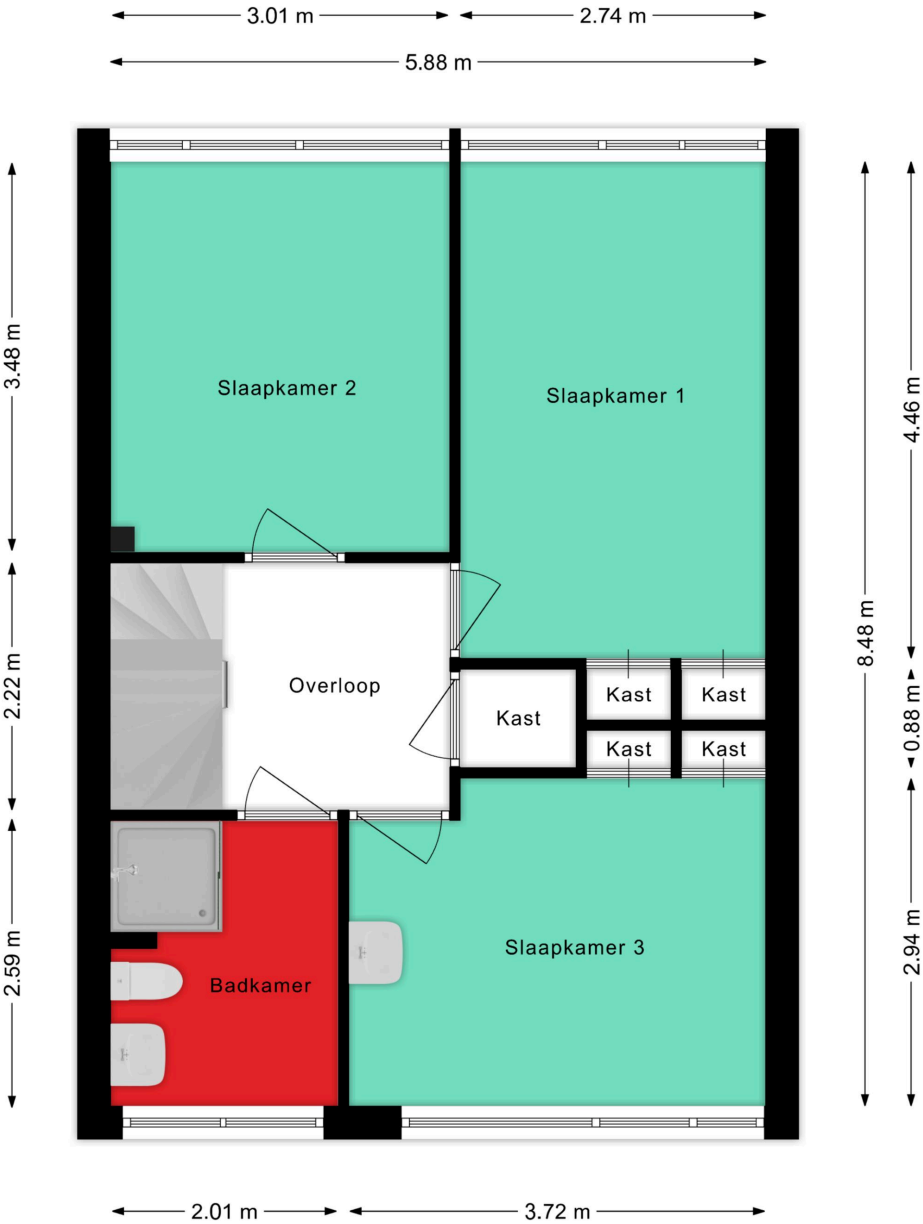 3.01 m
2.74 m
5.88 m
3.48 m
Slaapkamer 2
Slaapkamer 1
4.46 m
8.48 m
2.22 m
Overloop
Kast
Kast
Kast
Kast
Kast
0.88 m
2.59 m
Badkamer
Slaapkamer 3
2.94 m
2.01 m
3.72 m